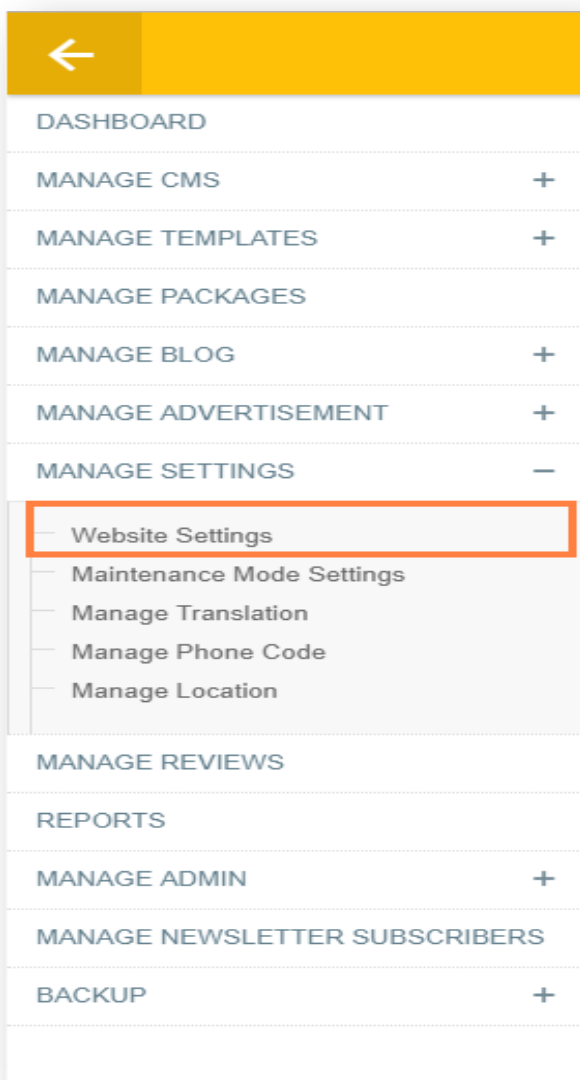 DASHBOARD
MANAGE CMS +
MANAGE TEMPLATES +
MANAGE PACKAGES
MANAGE BLOG +
MANAGE ADVERTISEMENT +
MANAGE SETTINGS −
Website Settings
Maintenance Mode Settings
Manage Translation
Manage Phone Code
Manage Location
MANAGE REVIEWS
REPORTS
MANAGE ADMIN +
MANAGE NEWSLETTER SUBSCRIBERS
BACKUP +